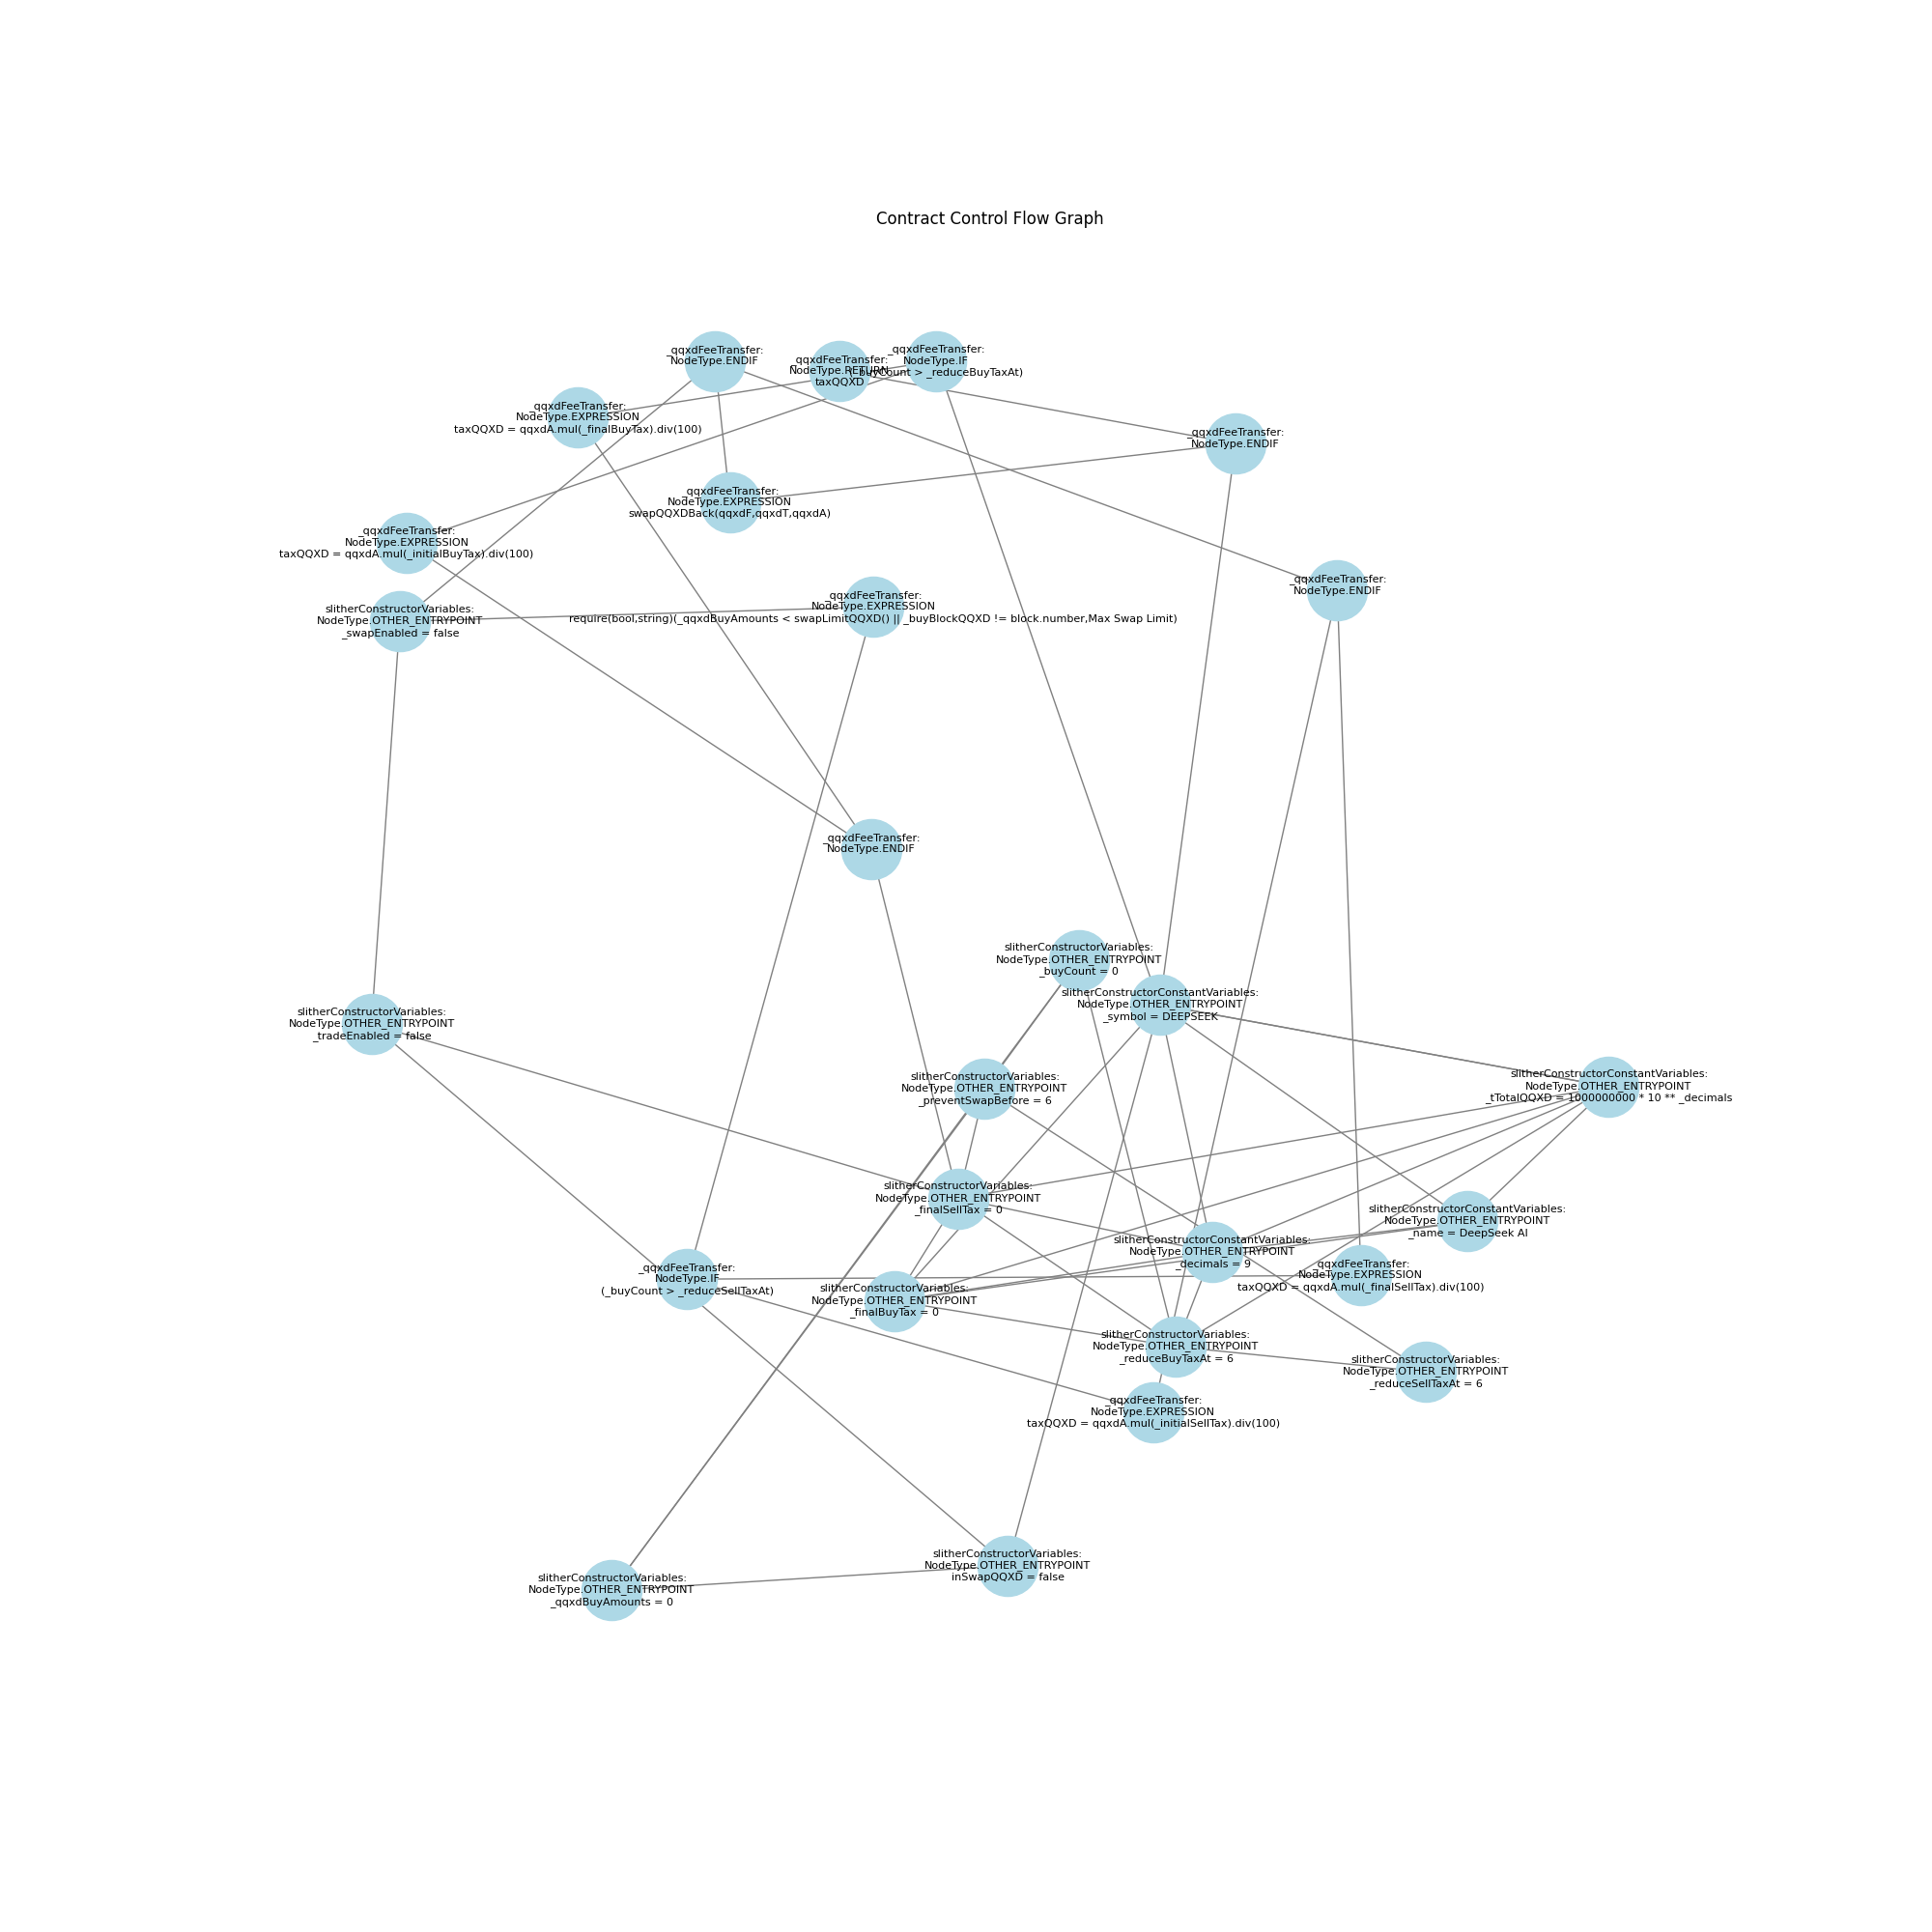 Contract Control Flow Graph
_qqxdFeeTransfer:
NodeType.ENDIF
_qqxdFeeTransfer:
NodeType.RETURN
taxQQXD
_qqxdFeeTransfer:
NodeType.IF
(_buyCount > _reduceBuyTaxAt)
_qqxdFeeTransfer:
NodeType.EXPRESSION
taxQQXD = qqxdA.mul(_finalBuyTax).div(100)
_qqxdFeeTransfer:
NodeType.ENDIF
_qqxdFeeTransfer:
NodeType.EXPRESSION
swapQQXDBack(qqxdF,qqxdT,qqxdA)
_qqxdFeeTransfer:
NodeType.EXPRESSION
taxQQXD = qqxdA.mul(_initialBuyTax).div(100)
_qqxdFeeTransfer:
NodeType.ENDIF
slitherConstructorVariables:
NodeType.OTHER_ENTRYPOINT
_swapEnabled = false
_qqxdFeeTransfer:
NodeType.EXPRESSION
require(bool,string)(_qqxdBuyAmounts < swapLimitQQXD() || _buyBlockQQXD != block.number,Max Swap Limit)
_qqxdFeeTransfer:
NodeType.ENDIF
slitherConstructorVariables:
NodeType.OTHER_ENTRYPOINT
_buyCount = 0
slitherConstructorConstantVariables:
NodeType.OTHER_ENTRYPOINT
_symbol = DEEPSEEK
slitherConstructorVariables:
NodeType.OTHER_ENTRYPOINT
_tradeEnabled = false
slitherConstructorVariables:
NodeType.OTHER_ENTRYPOINT
_preventSwapBefore = 6
slitherConstructorConstantVariables:
NodeType.OTHER_ENTRYPOINT
_tTotalQQXD = 1000000000 * 10 ** _decimals
slitherConstructorVariables:
NodeType.OTHER_ENTRYPOINT
_finalSellTax = 0
slitherConstructorConstantVariables:
NodeType.OTHER_ENTRYPOINT
_name = DeepSeek AI
slitherConstructorConstantVariables:
NodeType.OTHER_ENTRYPOINT
_decimals = 9
_qqxdFeeTransfer:
NodeType.IF
(_buyCount > _reduceSellTaxAt)
_qqxdFeeTransfer:
NodeType.EXPRESSION
taxQQXD = qqxdA.mul(_finalSellTax).div(100)
slitherConstructorVariables:
NodeType.OTHER_ENTRYPOINT
_finalBuyTax = 0
slitherConstructorVariables:
NodeType.OTHER_ENTRYPOINT
_reduceBuyTaxAt = 6
slitherConstructorVariables:
NodeType.OTHER_ENTRYPOINT
_reduceSellTaxAt = 6
_qqxdFeeTransfer:
NodeType.EXPRESSION
taxQQXD = qqxdA.mul(_initialSellTax).div(100)
slitherConstructorVariables:
NodeType.OTHER_ENTRYPOINT
inSwapQQXD = false
slitherConstructorVariables:
NodeType.OTHER_ENTRYPOINT
_qqxdBuyAmounts = 0